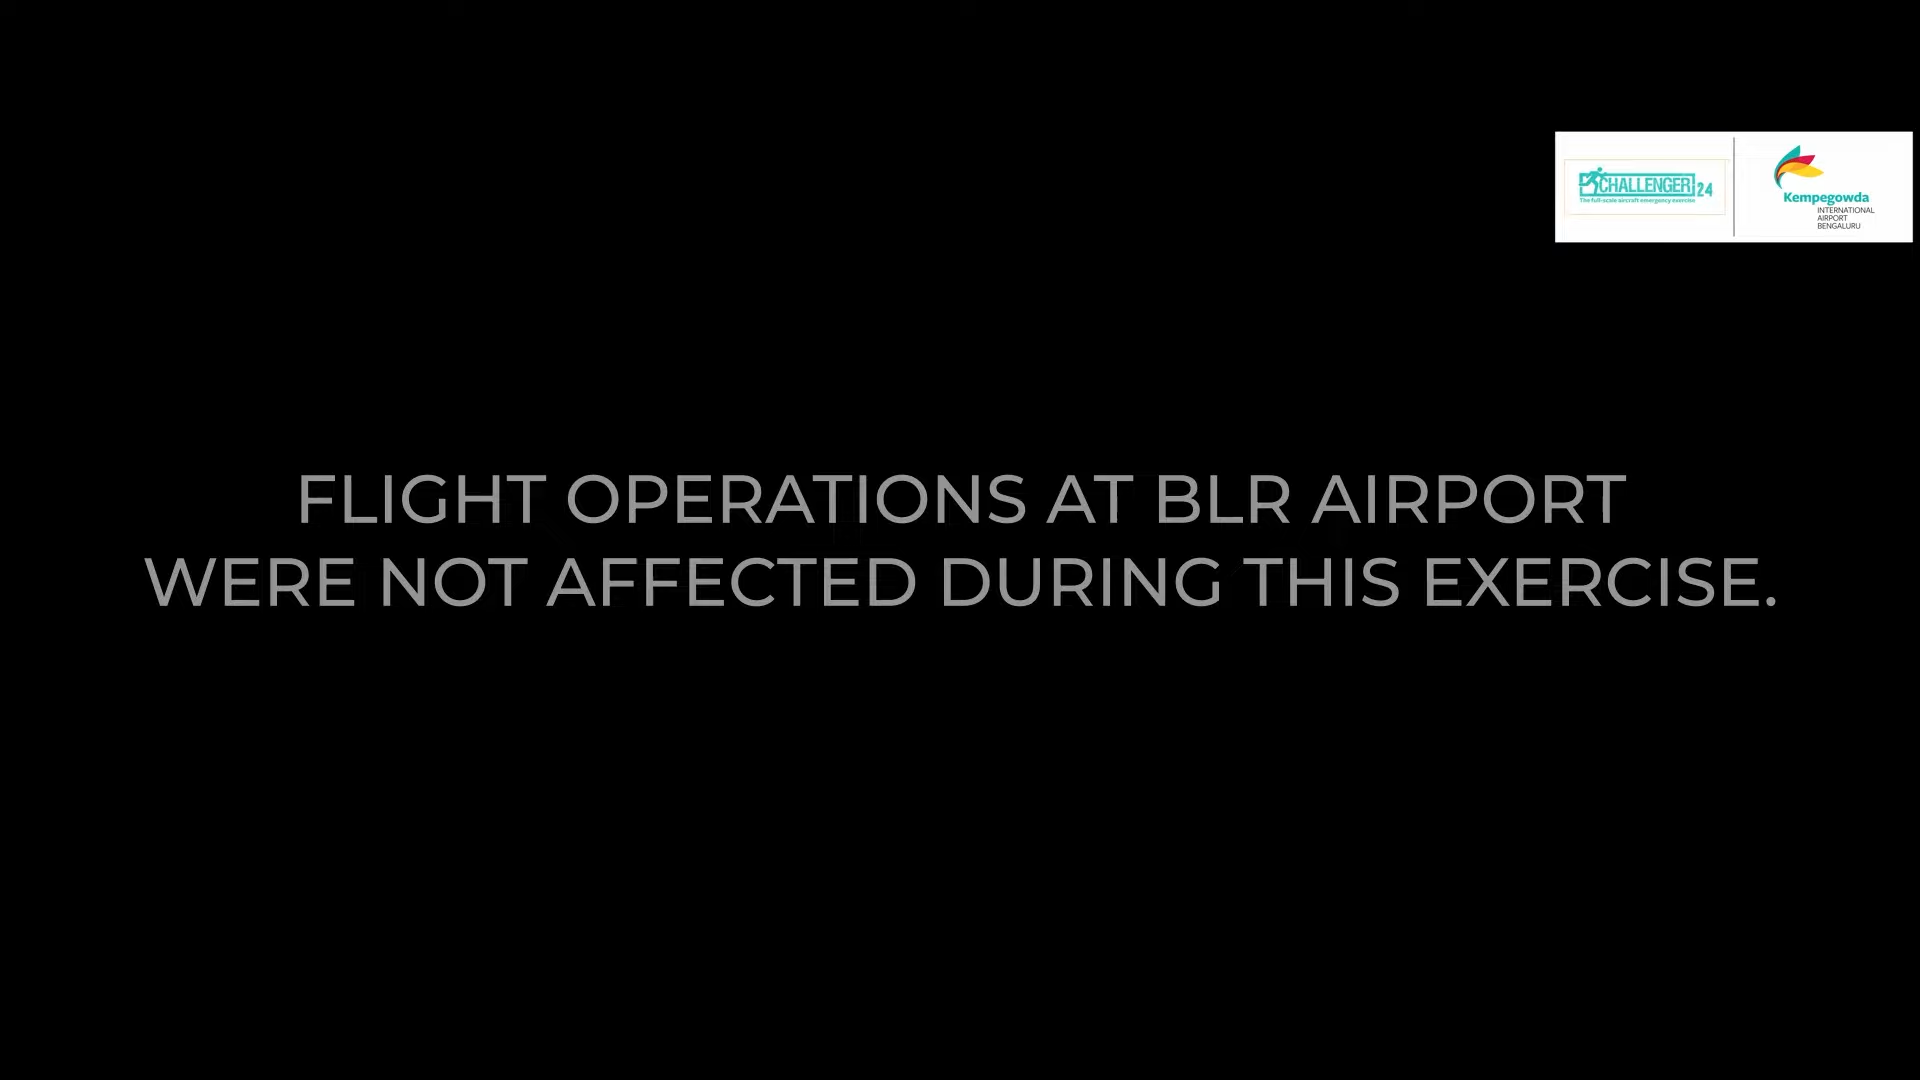 CHALLENGER 24
The full-scale aircraft emergency exercise
Kempegowda
INTERNATIONAL
AIRPORT
BENGALURU
FLIGHT OPERATIONS AT BLR AIRPORT
WERE NOT AFFECTED DURING THIS EXERCISE.